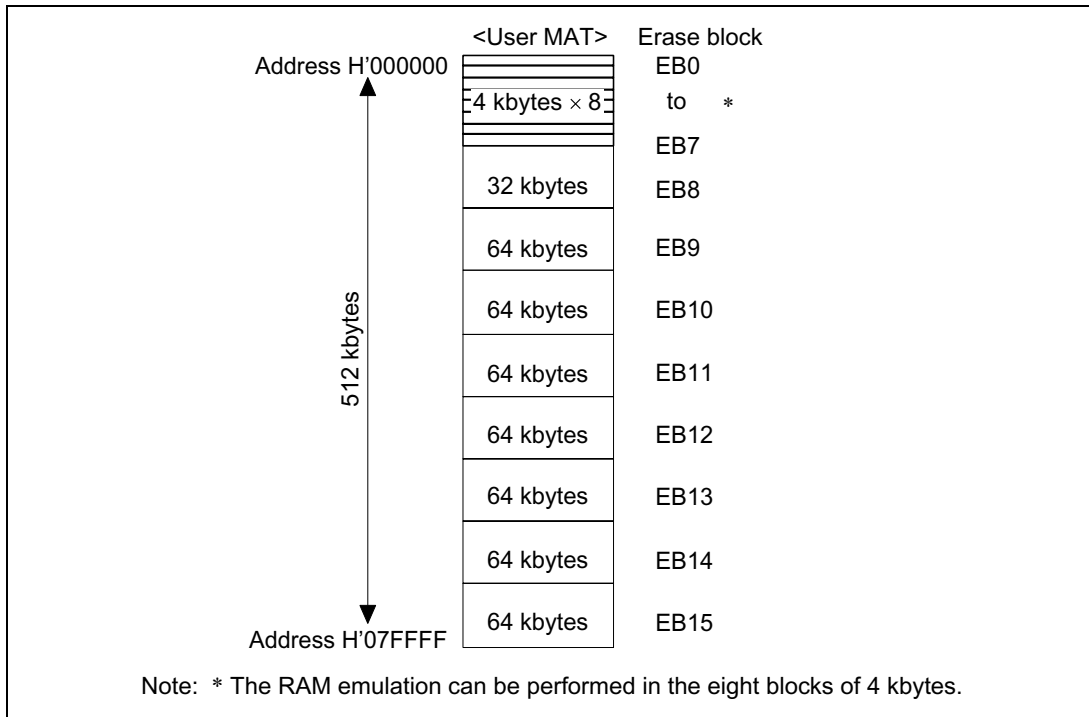 <User MAT> Erase block
Address H'000000 EB0
4 kbytes × 8 to *
EB7
32 kbytes EB8
64 kbytes EB9
64 kbytes EB10
512 kbytes
64 kbytes EB11
64 kbytes EB12
64 kbytes EB13
64 kbytes EB14
64 kbytes EB15
Address H'07FFFF
Note: * The RAM emulation can be performed in the eight blocks of 4 kbytes.